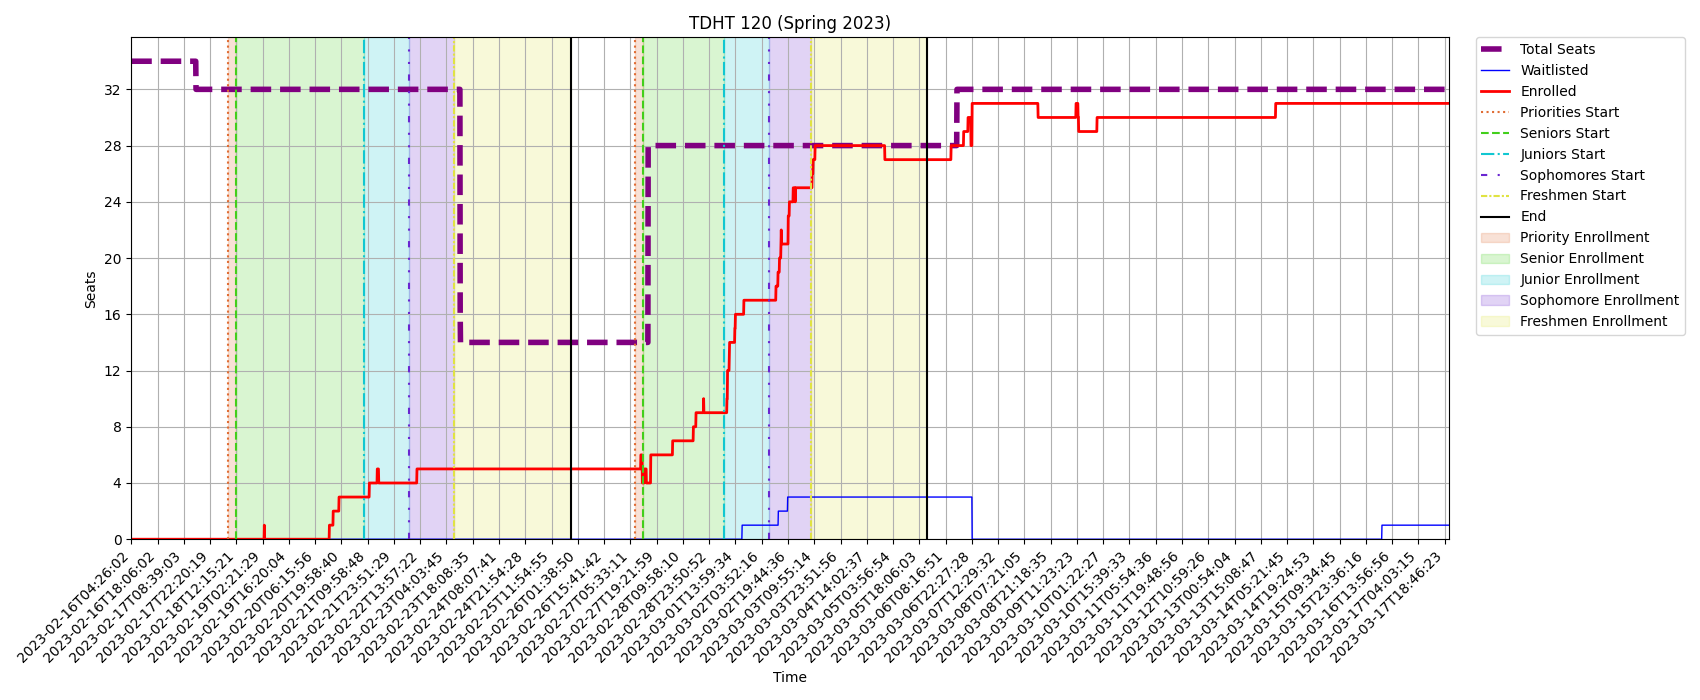 TDHT 120 (Spring 2023)
Seats
32
28
24
20
16
12
8
4
0
2023-02-16T04:26:02
2023-02-16T18:06:02
2023-02-17T08:39:03
2023-02-17T22:20:19
2023-02-18T12:15:21
2023-02-19T02:21:29
2023-02-19T16:20:04
2023-02-20T06:15:56
2023-02-20T19:58:40
2023-02-21T09:58:48
2023-02-21T23:51:29
2023-02-22T13:57:22
2023-02-23T04:03:45
2023-02-23T18:08:35
2023-02-24T08:07:41
2023-02-24T21:54:28
2023-02-25T11:54:55
2023-02-26T01:38:50
2023-02-26T15:41:42
2023-02-27T05:33:11
2023-02-27T19:21:59
2023-02-28T09:58:10
2023-02-28T23:50:52
2023-03-01T13:59:34
2023-03-02T03:52:16
2023-03-02T19:44:36
2023-03-03T09:55:14
2023-03-03T23:51:56
2023-03-04T14:02:37
2023-03-05T03:56:54
2023-03-05T18:06:03
2023-03-06T08:16:51
2023-03-06T22:27:28
2023-03-07T12:29:32
2023-03-08T07:21:05
2023-03-08T21:18:35
2023-03-09T11:23:23
2023-03-10T01:22:27
2023-03-10T15:39:33
2023-03-11T05:54:36
2023-03-11T19:48:56
2023-03-12T10:59:26
2023-03-13T00:54:04
2023-03-13T15:08:47
2023-03-14T05:21:45
2023-03-14T19:24:53
2023-03-15T09:34:45
2023-03-15T23:36:16
2023-03-16T13:56:56
2023-03-17T04:03:15
2023-03-17T18:46:23
Time
Total Seats
Waitlisted
Enrolled
Priorities Start
Seniors Start
Juniors Start
Sophomores Start
Freshmen Start
End
Priority Enrollment
Senior Enrollment
Junior Enrollment
Sophomore Enrollment
Freshmen Enrollment